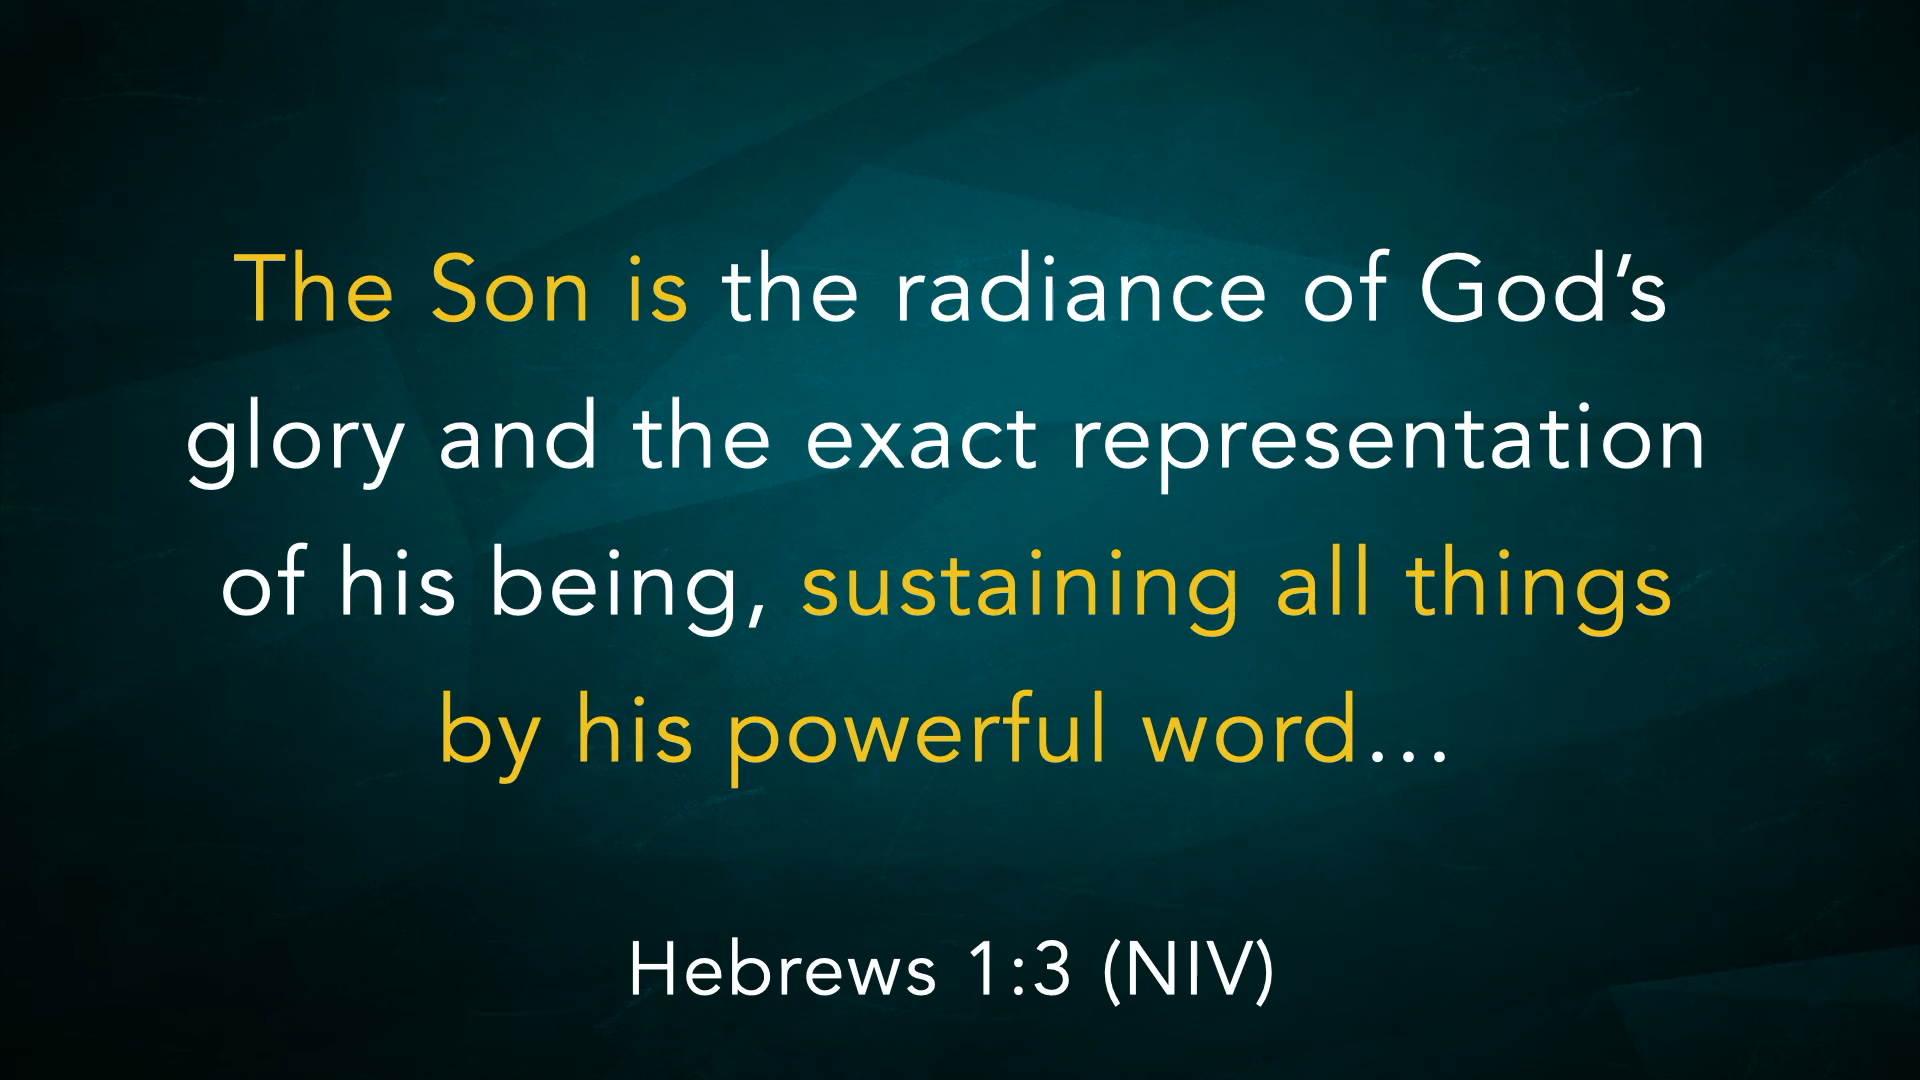 The Son is the radiance of God’s
glory and the exact representation
of his being, sustaining all things
by his powerful word...
Hebrews 1:3 (NIV)